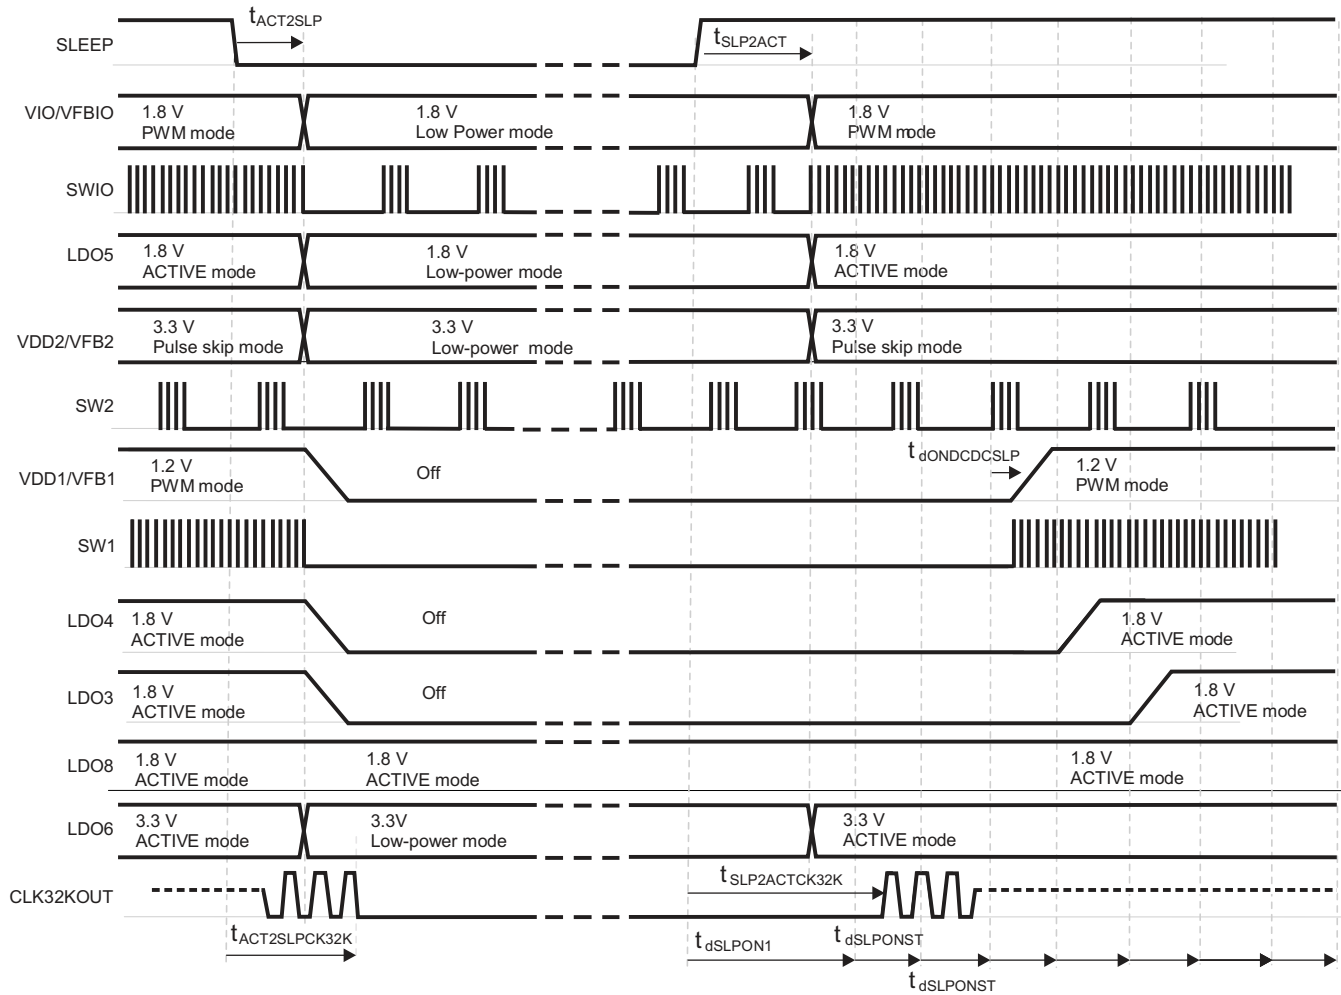 tACT2SLP
SLEEP
tSLP2ACT
VIO/VFBIO
1.8 V
PWM mode
1.8 V
Low Power mode
1.8 V
PWM mode
SWIO
LDO5
1.8 V
ACTIVE mode
1.8 V
Low-power mode
1.8 V
ACTIVE mode
VDD2/VFB2
3.3 V
Pulse skip mode
3.3 V
Low-power mode
3.3 V
Pulse skip mode
SW2
VDD1/VFB1
1.2 V
PWM mode
Off
tdONDCDCSLP
1.2 V
PWM mode
SW1
LDO4
1.8 V
ACTIVE mode
Off
1.8 V
ACTIVE mode
LDO3
1.8 V
ACTIVE mode
Off
1.8 V
ACTIVE mode
LDO8
1.8 V
ACTIVE mode
1.8 V
ACTIVE mode
1.8 V
ACTIVE mode
LDO6
3.3 V
ACTIVE mode
3.3V
Low-power mode
3.3 V
ACTIVE mode
CLK32KOUT
tSLP2ACTCK32K
tACT2SLPCK32K
tdSLPON1
tdSLPONST
tdSLPONST